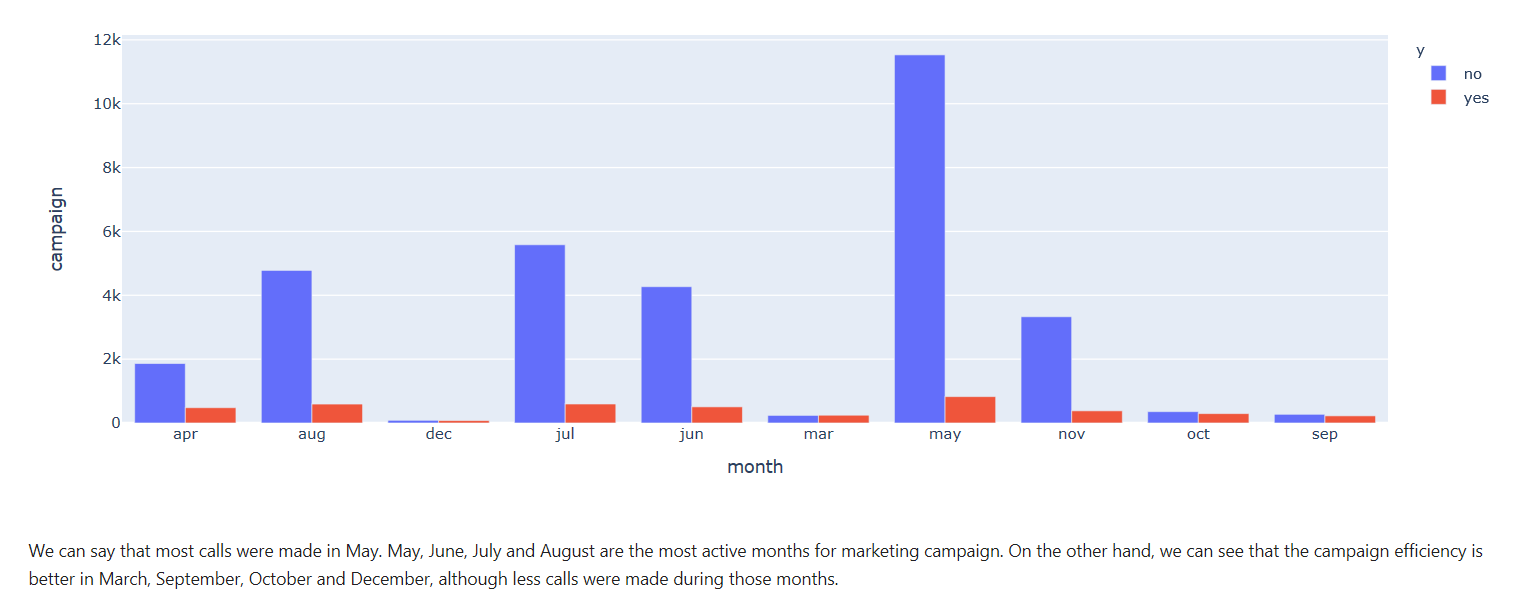 12k
10k
8k
6k
4k
2k
0
campaign
apr aug dec jul jun mar may nov oct sep
month
y
no
yes
We can say that most calls were made in May. May, June, July and August are the most active months for marketing campaign. On the other hand, we can see that the campaign efficiency is
better in March, September, October and December, although less calls were made during those months.